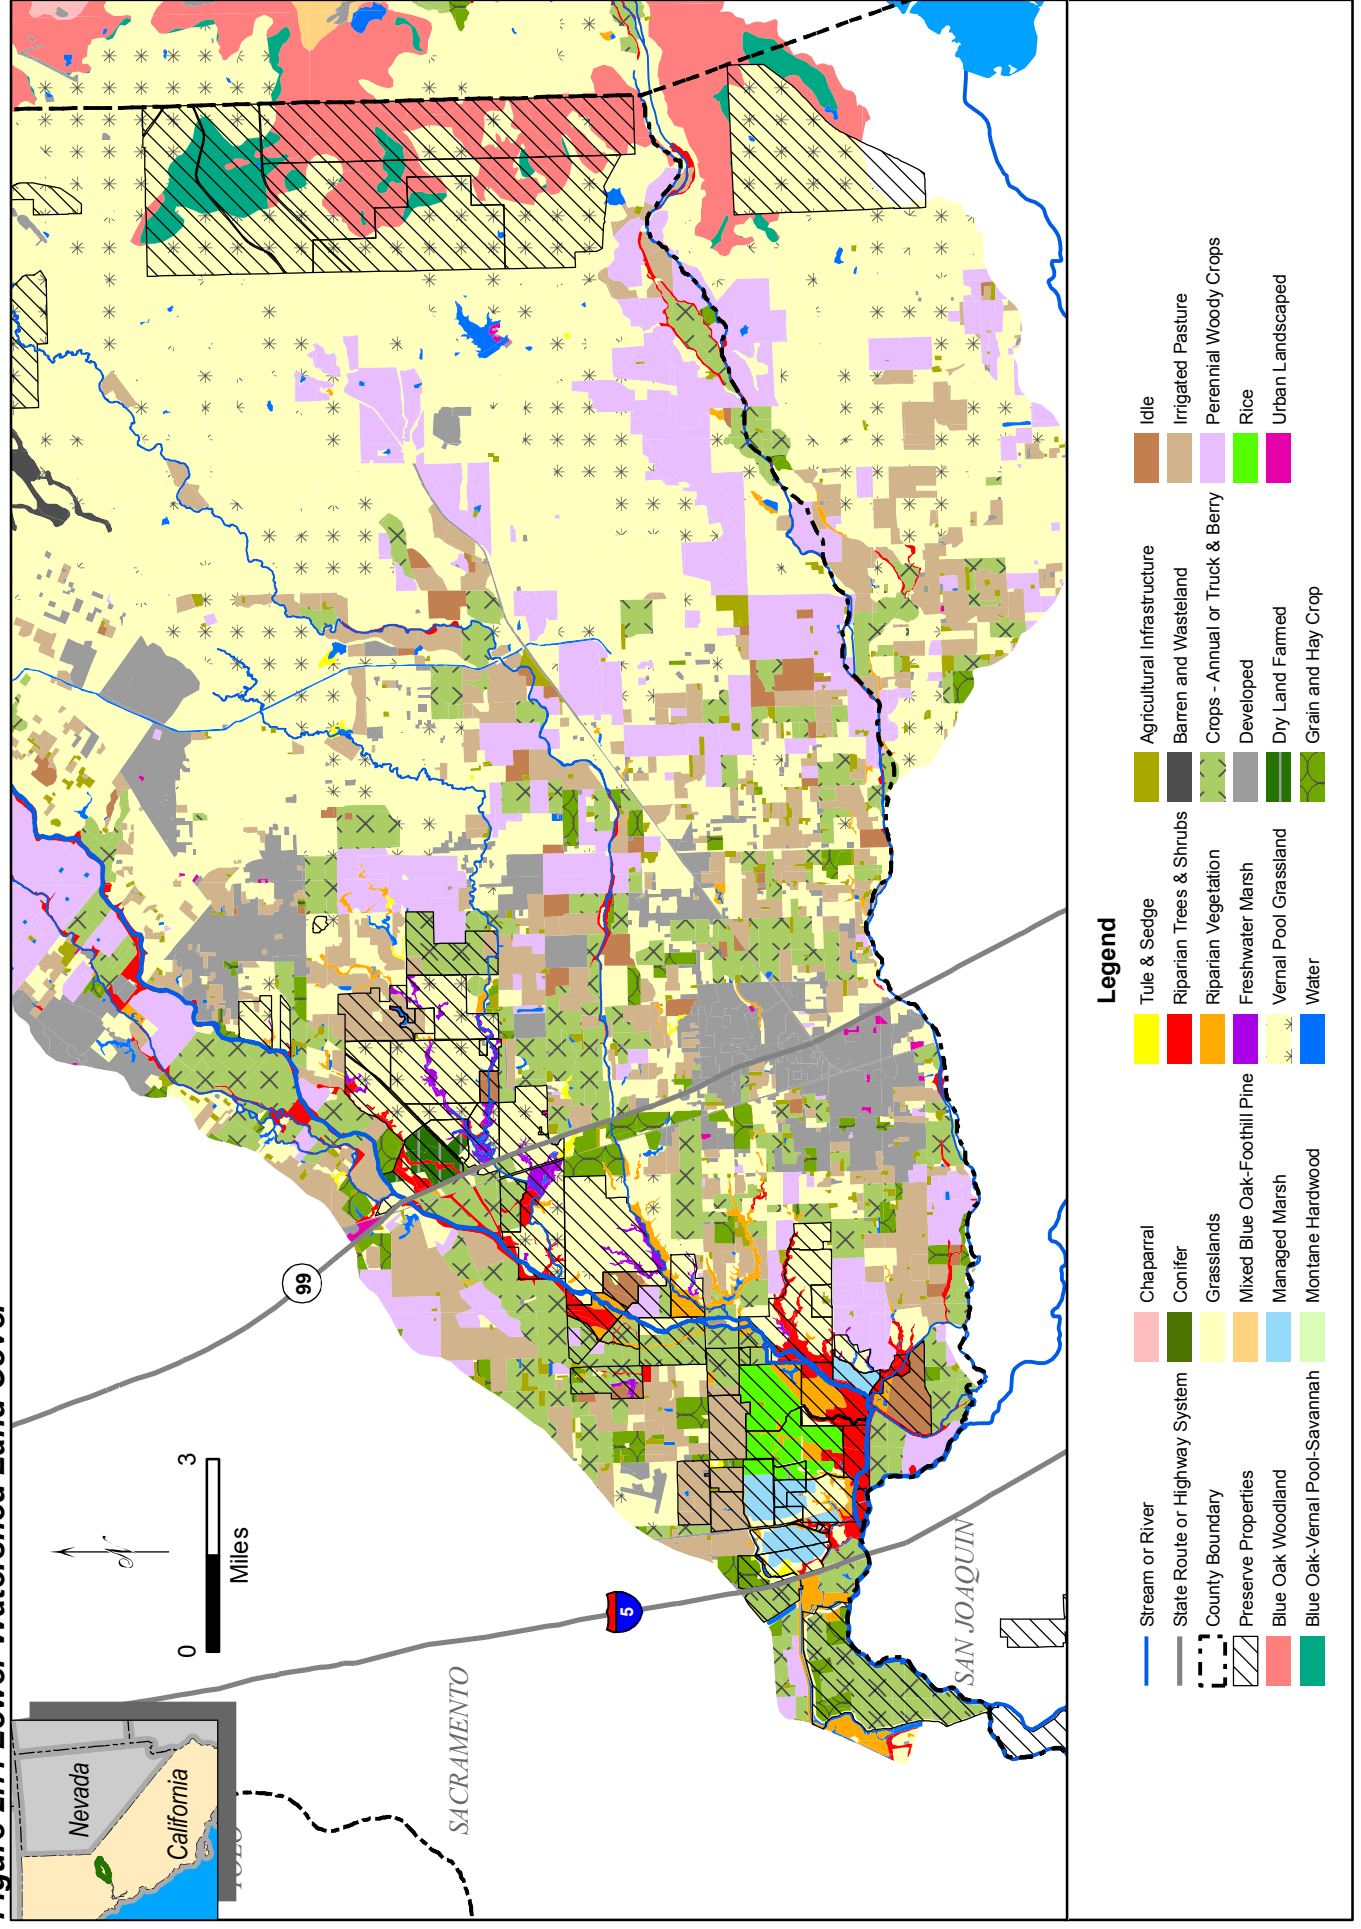 Figure 2.7. Lower Watershed Land Cover
Nevada
California
YOLO
SACRAMENTO
SAN JOAQUIN
N
0 3
Miles
99
5
Legend
Stream or River
State Route or Highway System
County Boundary
Preserve Properties
Blue Oak Woodland
Blue Oak-Vernal Pool-Savannah
Chaparral
Conifer
Grasslands
Mixed Blue Oak-Foothill Pine
Managed Marsh
Montane Hardwood
Tule & Sedge
Riparian Trees & Shrubs
Riparian Vegetation
Freshwater Marsh
Vernal Pool Grassland
Water
Agricultural Infrastructure
Barren and Wasteland
Crops - Annual or Truck & Berry
Developed
Dry Land Farmed
Grain and Hay Crop
Idle
Irrigated Pasture
Perennial Woody Crops
Rice
Urban Landscaped